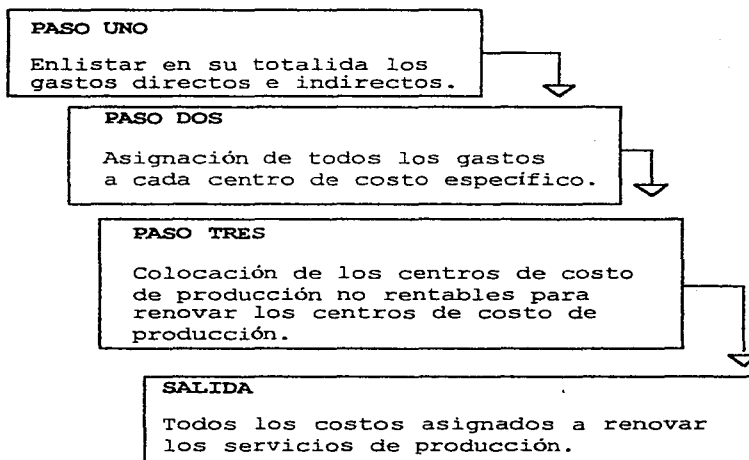 PASO UNO
Enlistar en su totalida los
gastos directos e indirectos.
PASO DOS
Asignación de todos los gastos
a cada centro de costo específico.
PASO TRES
Colocación de los centros de costo
de producción no rentables para
renovar los centros de costo de
producción.
SALIDA
Todos los costos asignados a renovar
los servicios de producción.